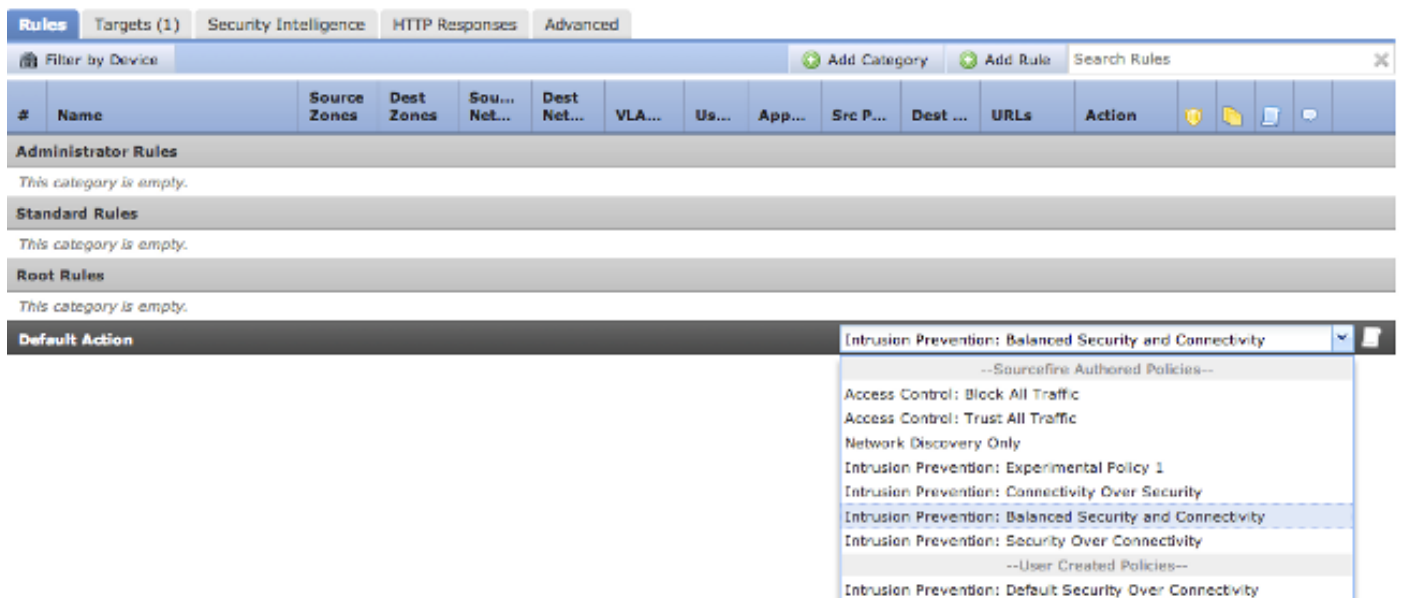 Rules Targets (1) Security Intelligence HTTP Responses Advanced
Filter by Device Add Category Add Rule Search Rules
# Name Source Zones Dest Zones Sou... Net... Dest Net... VLA... Us... App... Src P... Dest ... URLs Action
Administrator Rules
This category is empty.
Standard Rules
This category is empty.
Root Rules
This category is empty.
Default Action Intrusion Prevention: Balanced Security and Connectivity
--Sourcefire Authored Policies--
Access Control: Block All Traffic
Access Control: Trust All Traffic
Network Discovery Only
Intrusion Prevention: Experimental Policy 1
Intrusion Prevention: Connectivity Over Security
Intrusion Prevention: Balanced Security and Connectivity
Intrusion Prevention: Security Over Connectivity
--User Created Policies--
Intrusion Prevention: Default Security Over Connectivity